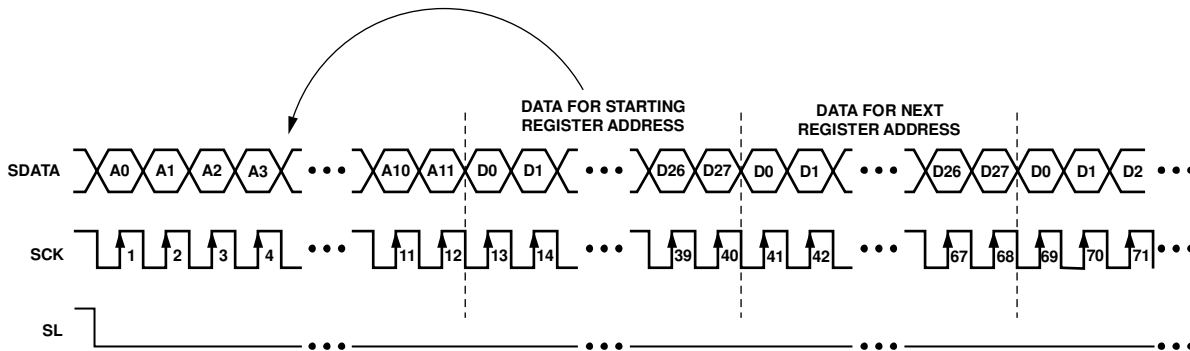 DATA FOR STARTING
REGISTER ADDRESS
DATA FOR NEXT
REGISTER ADDRESS
SDATA A0 A1 A2 A3 ••• A10 A11 D0 D1 ••• D26 D27 D0 D1 ••• D26 D27 D0 D1 D2 •••
SCK 1 2 3 4 ••• 11 12 13 14 ••• 39 40 41 42 ••• 67 68 69 70 71 •••
SL ••• ••• ••• •••